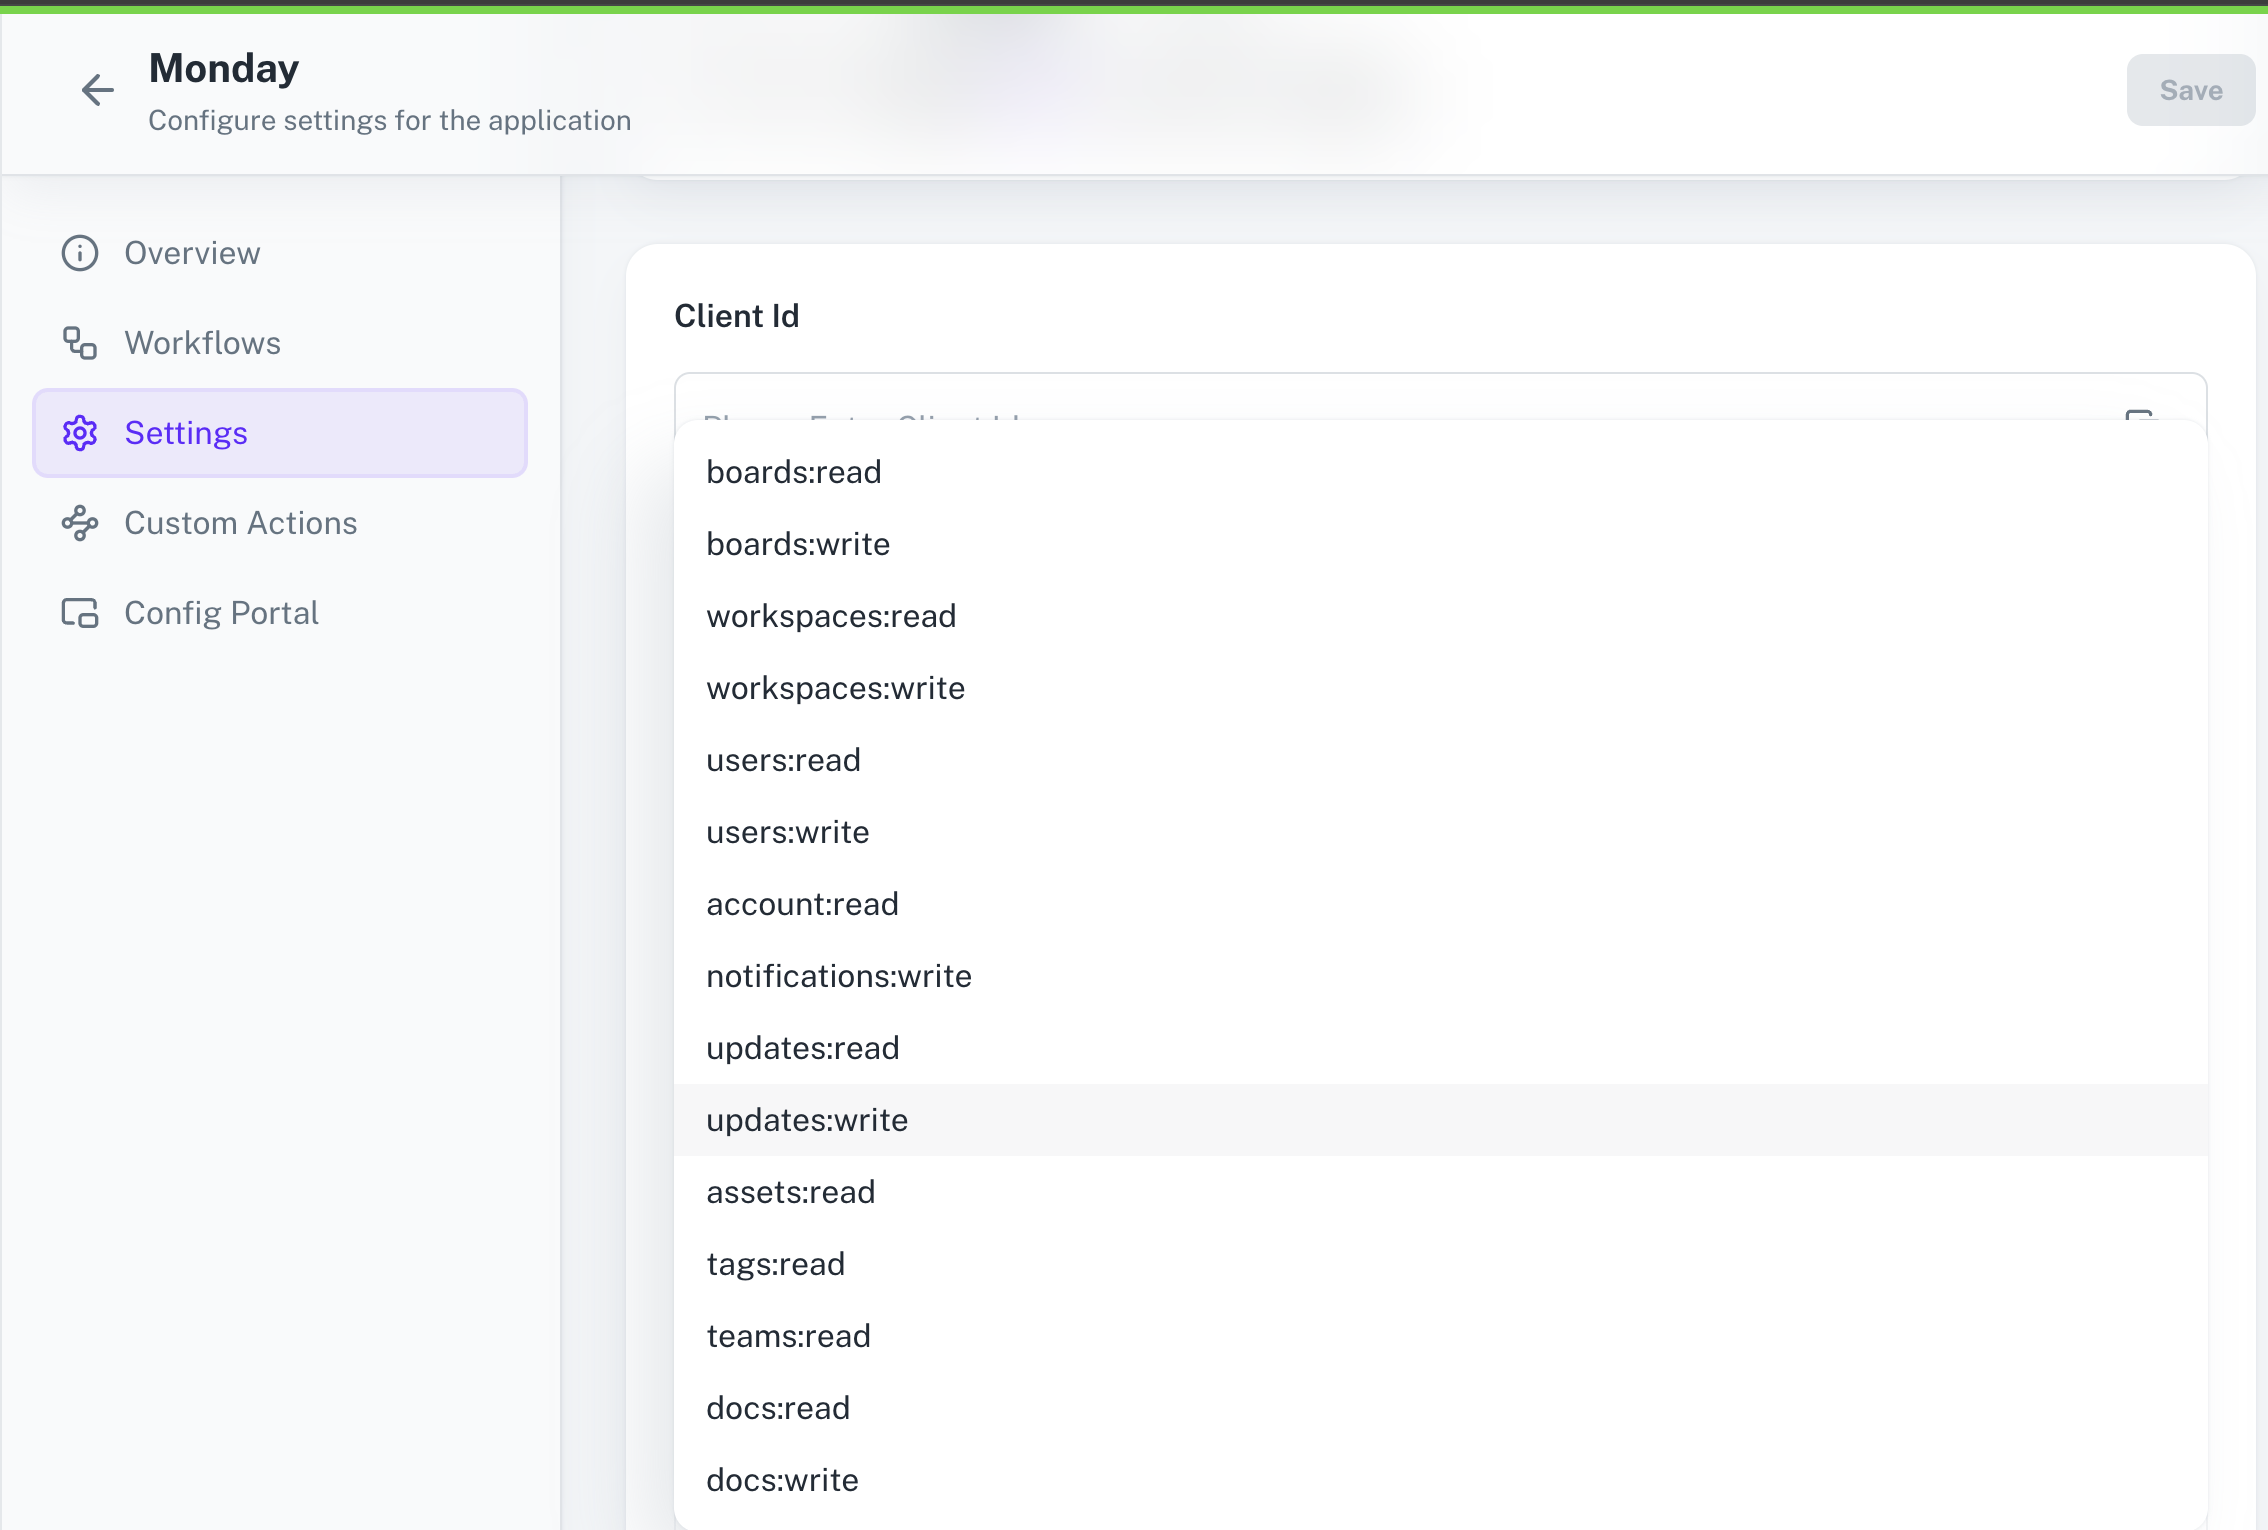 Monday
Configure settings for the application
Save
Overview
Workflows
Settings
Custom Actions
Config Portal
Client Id
boards:read
boards:write
workspaces:read
workspaces:write
users:read
users:write
account:read
notifications:write
updates:read
updates:write
assets:read
tags:read
teams:read
docs:read
docs:write